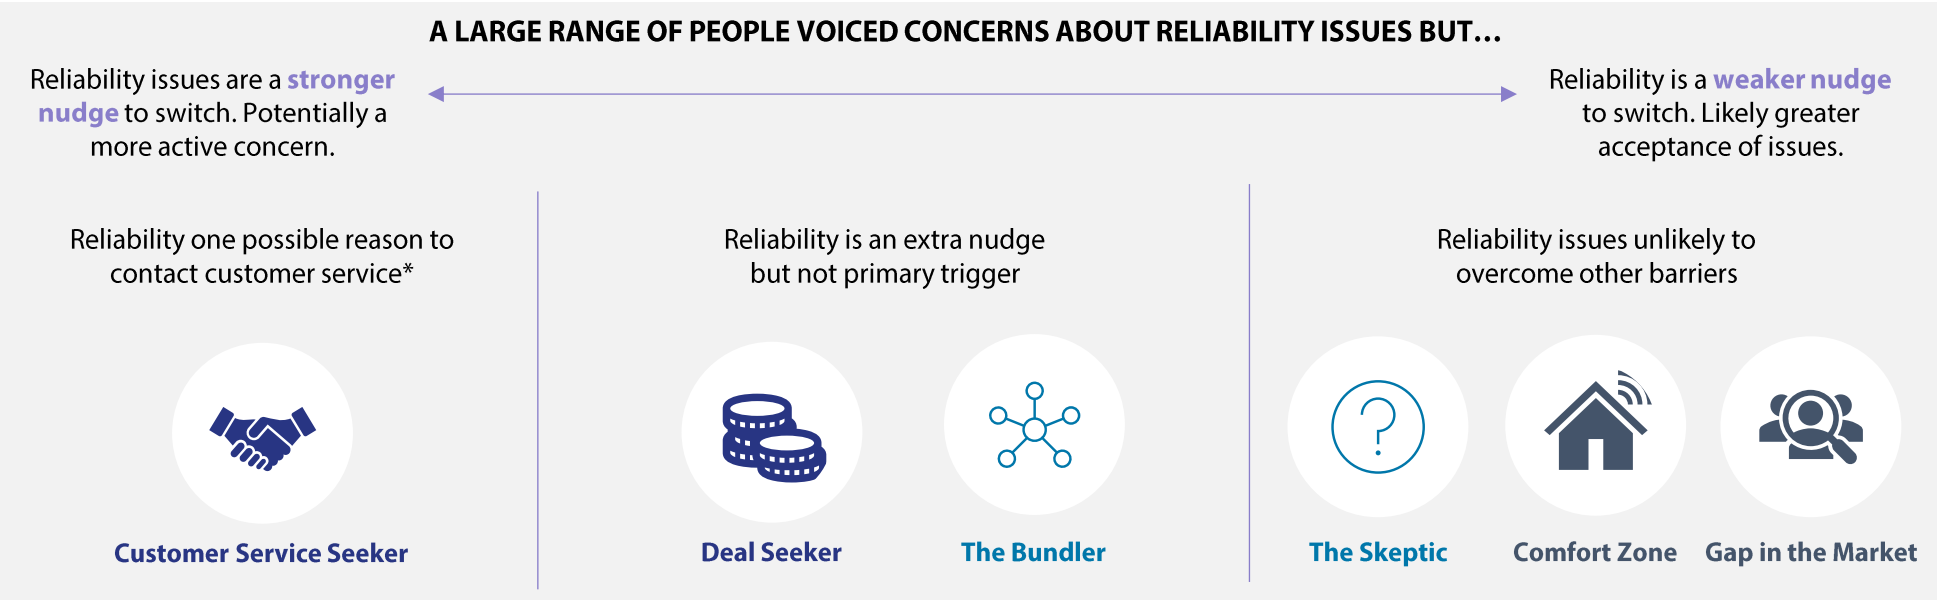 A LARGE RANGE OF PEOPLE VOICED CONCERNS ABOUT RELIABILITY ISSUES BUT…
Reliability issues are a stronger
nudge to switch. Potentially a
more active concern.
Reliability is a weaker nudge
to switch. Likely greater
acceptance of issues.
Reliability one possible reason to
contact customer service*
Reliability is an extra nudge
but not primary trigger
Reliability issues unlikely to
overcome other barriers
?
Customer Service Seeker
Deal Seeker
The Bundler
The Skeptic
Comfort Zone
Gap in the Market